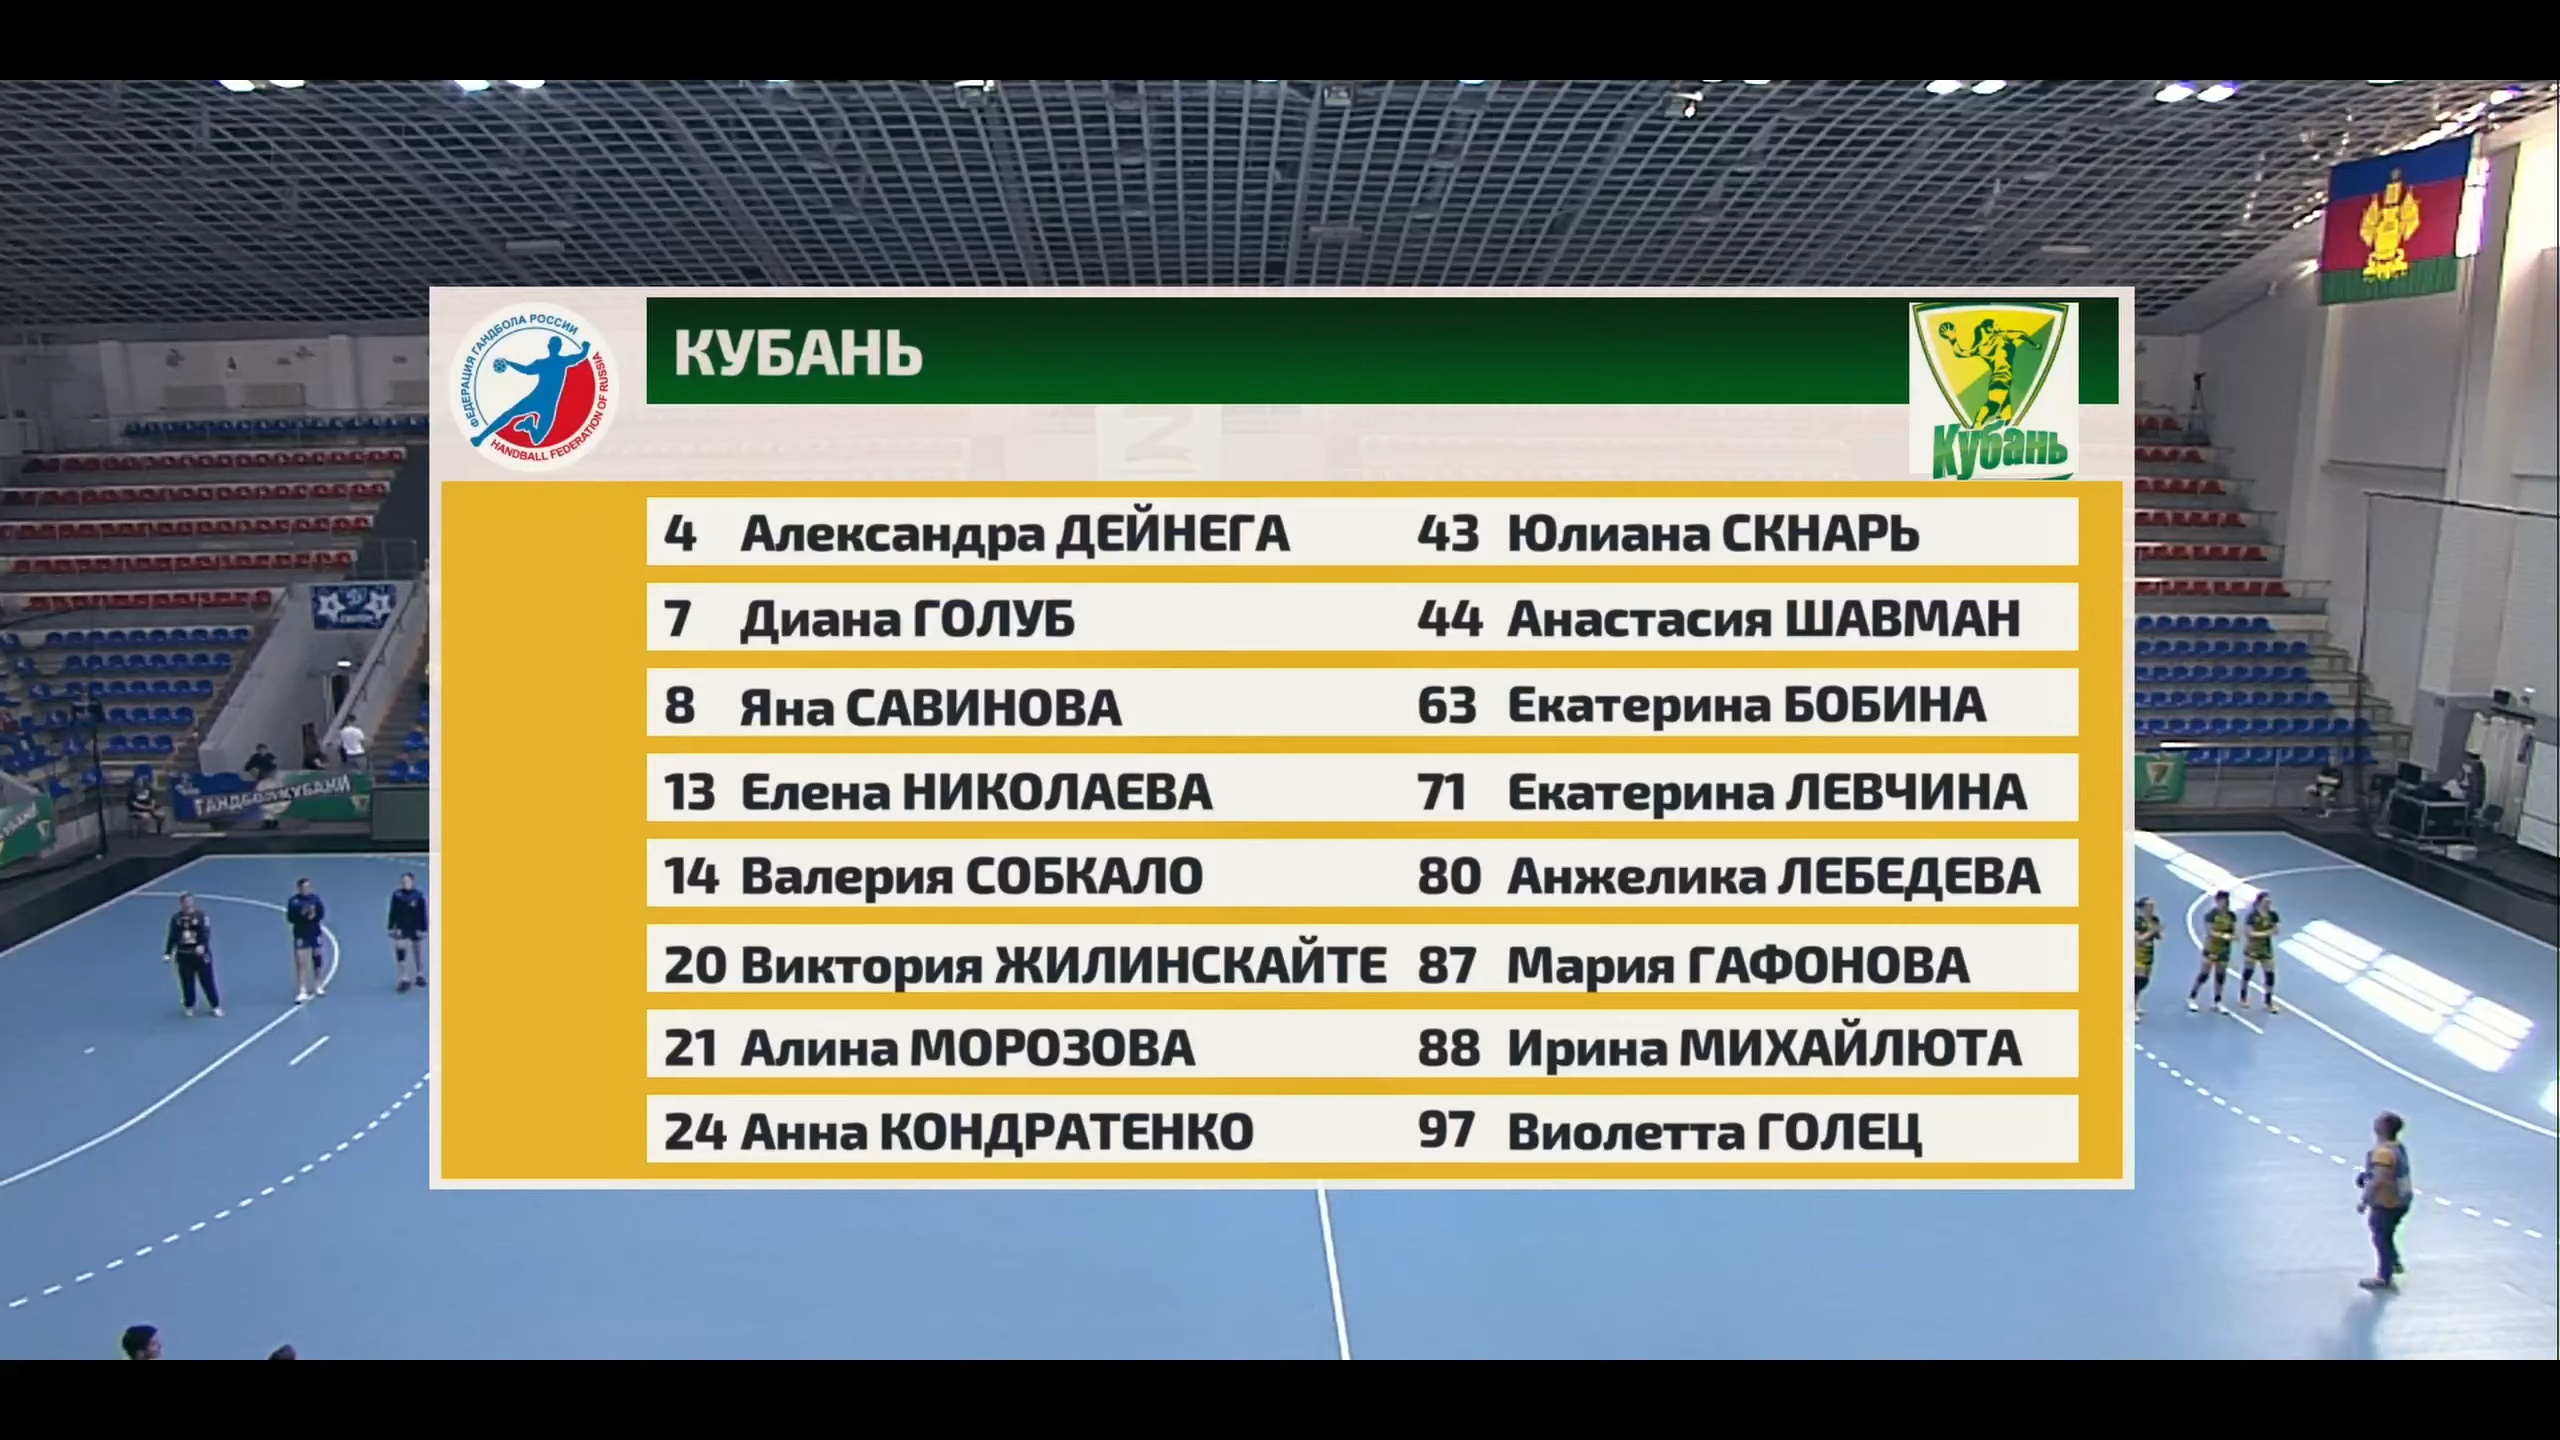 ФЕДЕРАЦИЯ ГАНДБОЛА РОССИИ
HANDBALL FEDERATION OF RUSSIA
КУБАНЬ
Кубань
4 Александра ДЕЙНЕГА 43 Юлиана СКНАРЬ
7 Диана ГОЛУБ 44 Анастасия ШАВМАН
8 Яна САВИНОВА 63 Екатерина БОБИНА
13 Елена НИКОЛАЕВА 71 Екатерина ЛЕВЧИНА
14 Валерия СОБКАЛО 80 Анжелика ЛЕБЕДЕВА
20 Виктория ЖИЛИНСКАЙТЕ 87 Мария ГАФОНОВА
21 Алина МОРОЗОВА 88 Ирина МИХАЙЛЮТА
24 Анна КОНДРАТЕНКО 97 Виолетта ГОЛЕЦ
ГАНДБОЛ КУБАНИ